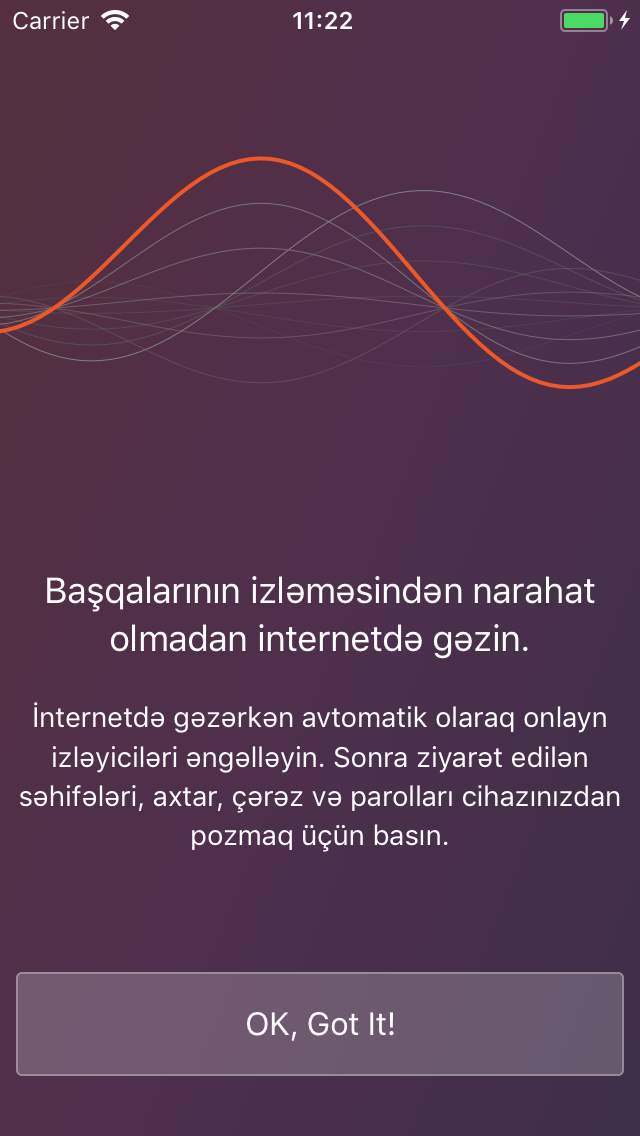 Carrier 11:22
Başqalarının izləməsindən narahat
olmadan internetdə gəzin.
İnternetdə gəzərkən avtomatik olaraq onlayn
izləyiciləri əngəlləyin. Sonra ziyarət edilən
səhifələri, axtar, çərəz və parolları cihazınızdan
pozmaq üçün basın.
OK, Got It!